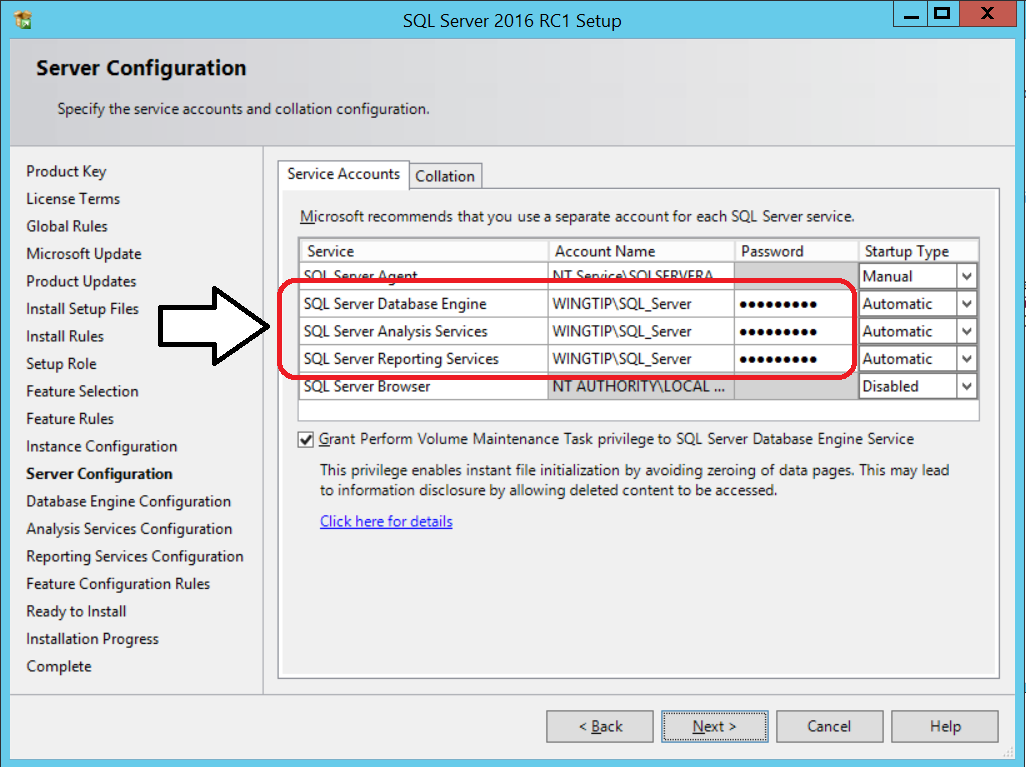 SQL Server 2016 RC1 Setup
Server Configuration
Specify the service accounts and collation configuration.
Product Key
License Terms
Global Rules
Microsoft Update
Product Updates
Install Setup Files
Install Rules
Setup Role
Feature Selection
Feature Rules
Instance Configuration
Server Configuration
Database Engine Configuration
Analysis Services Configuration
Reporting Services Configuration
Feature Configuration Rules
Ready to Install
Installation Progress
Complete
Service Accounts Collation
Microsoft recommends that you use a separate account for each SQL Server service.
Service Account Name Password Startup Type
SQL Server Agent NT Service\SQLSERVERA Manual
SQL Server Database Engine WINGTIP\SQL_Server ●●●●●●●●● Automatic
SQL Server Analysis Services WINGTIP\SQL_Server ●●●●●●●●● Automatic
SQL Server Reporting Services WINGTIP\SQL_Server ●●●●●●●●● Automatic
SQL Server Browser NT AUTHORITY\LOCAL ... Disabled
Grant Perform Volume Maintenance Task privilege to SQL Server Database Engine Service
This privilege enables instant file initialization by avoiding zeroing of data pages. This may lead
to information disclosure by allowing deleted content to be accessed.
Click here for details
< Back Next > Cancel Help